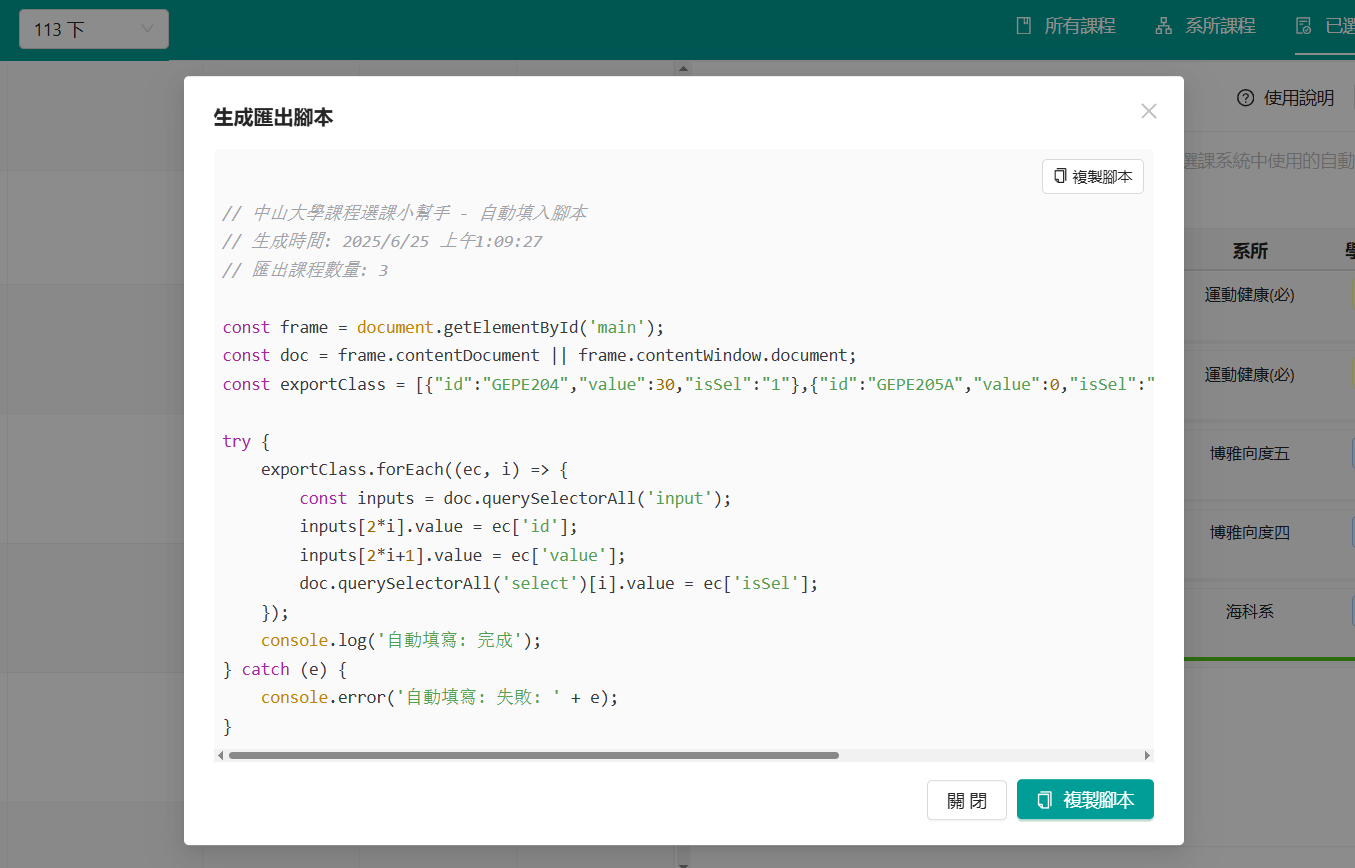 113 下
所有課程
系所課程
已選
使用說明
選課系統中使用的自動
系所
學
運動健康(必)
運動健康(必)
博雅向度五
博雅向度四
海科系
生成匯出腳本
複製腳本
// 中山大學課程選課小幫手 - 自動填入腳本
// 生成時間: 2025/6/25 上午1:09:27
// 匯出課程數量: 3
const frame = document.getElementById('main');
const doc = frame.contentDocument || frame.contentWindow.document;
const exportClass = [{"id":"GEPE204","value":30,"isSel":"1"},{"id":"GEPE205A","value":0,"isSel":"
try {
exportClass.forEach((ec, i) => {
const inputs = doc.querySelectorAll('input');
inputs[2*i].value = ec['id'];
inputs[2*i+1].value = ec['value'];
doc.querySelectorAll('select')[i].value = ec['isSel'];
});
console.log('自動填寫: 完成');
} catch (e) {
console.error('自動填寫: 失敗: ' + e);
}
關 閉
複製腳本